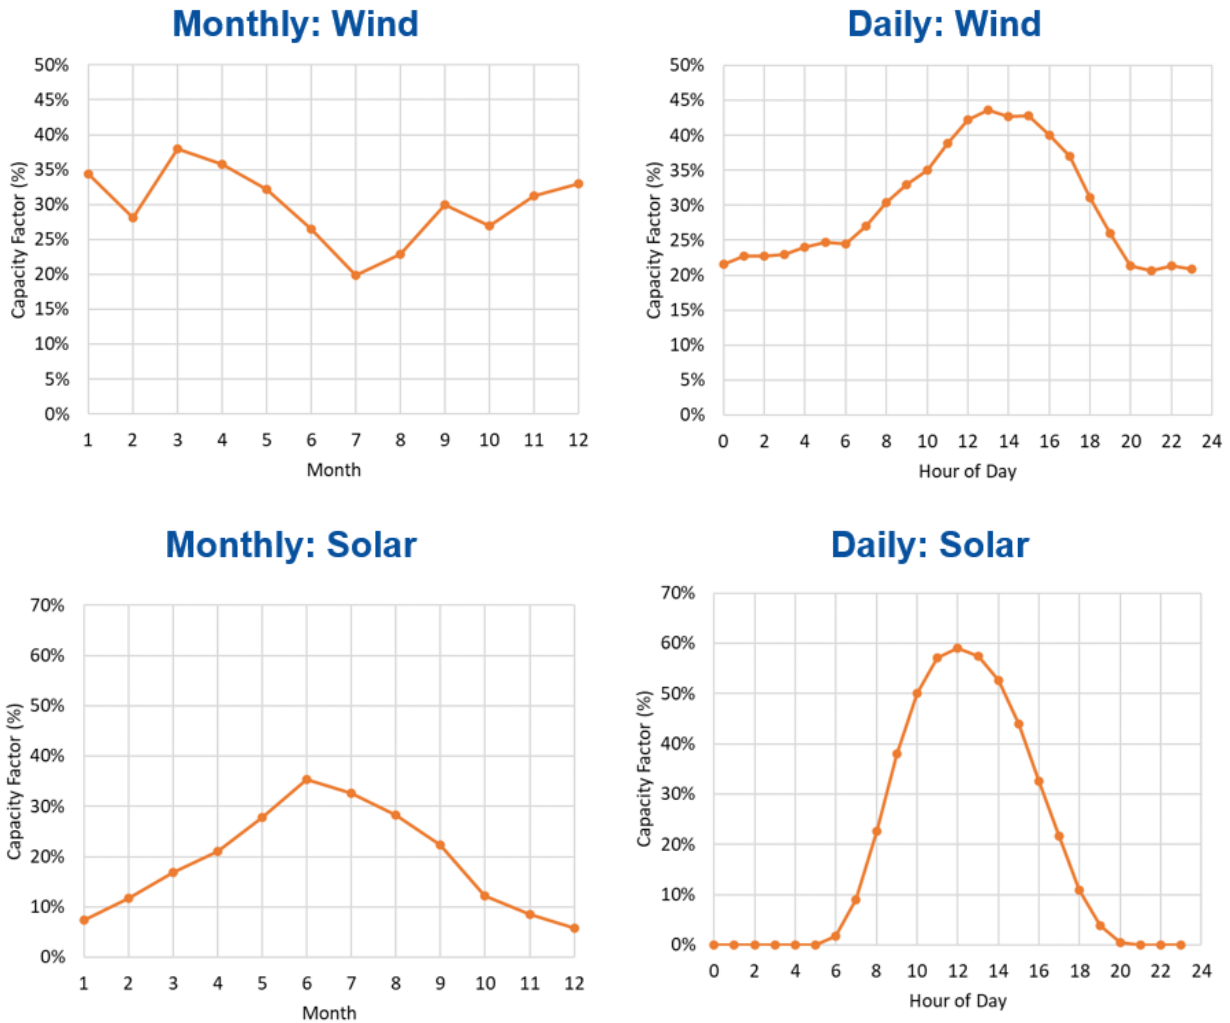 Monthly: Wind
50%
45%
40%
35%
30%
25%
20%
15%
10%
5%
0%
Capacity Factor (%)
1 2 3 4 5 6 7 8 9 10 11 12
Month
Daily: Wind
50%
45%
40%
35%
30%
25%
20%
15%
10%
5%
0%
Capacity Factor (%)
0 2 4 6 8 10 12 14 16 18 20 22 24
Hour of Day
Monthly: Solar
70%
60%
50%
40%
30%
20%
10%
0%
Capacity Factor (%)
1 2 3 4 5 6 7 8 9 10 11 12
Month
Daily: Solar
70%
60%
50%
40%
30%
20%
10%
0%
Capacity Factor (%)
0 2 4 6 8 10 12 14 16 18 20 22 24
Hour of Day